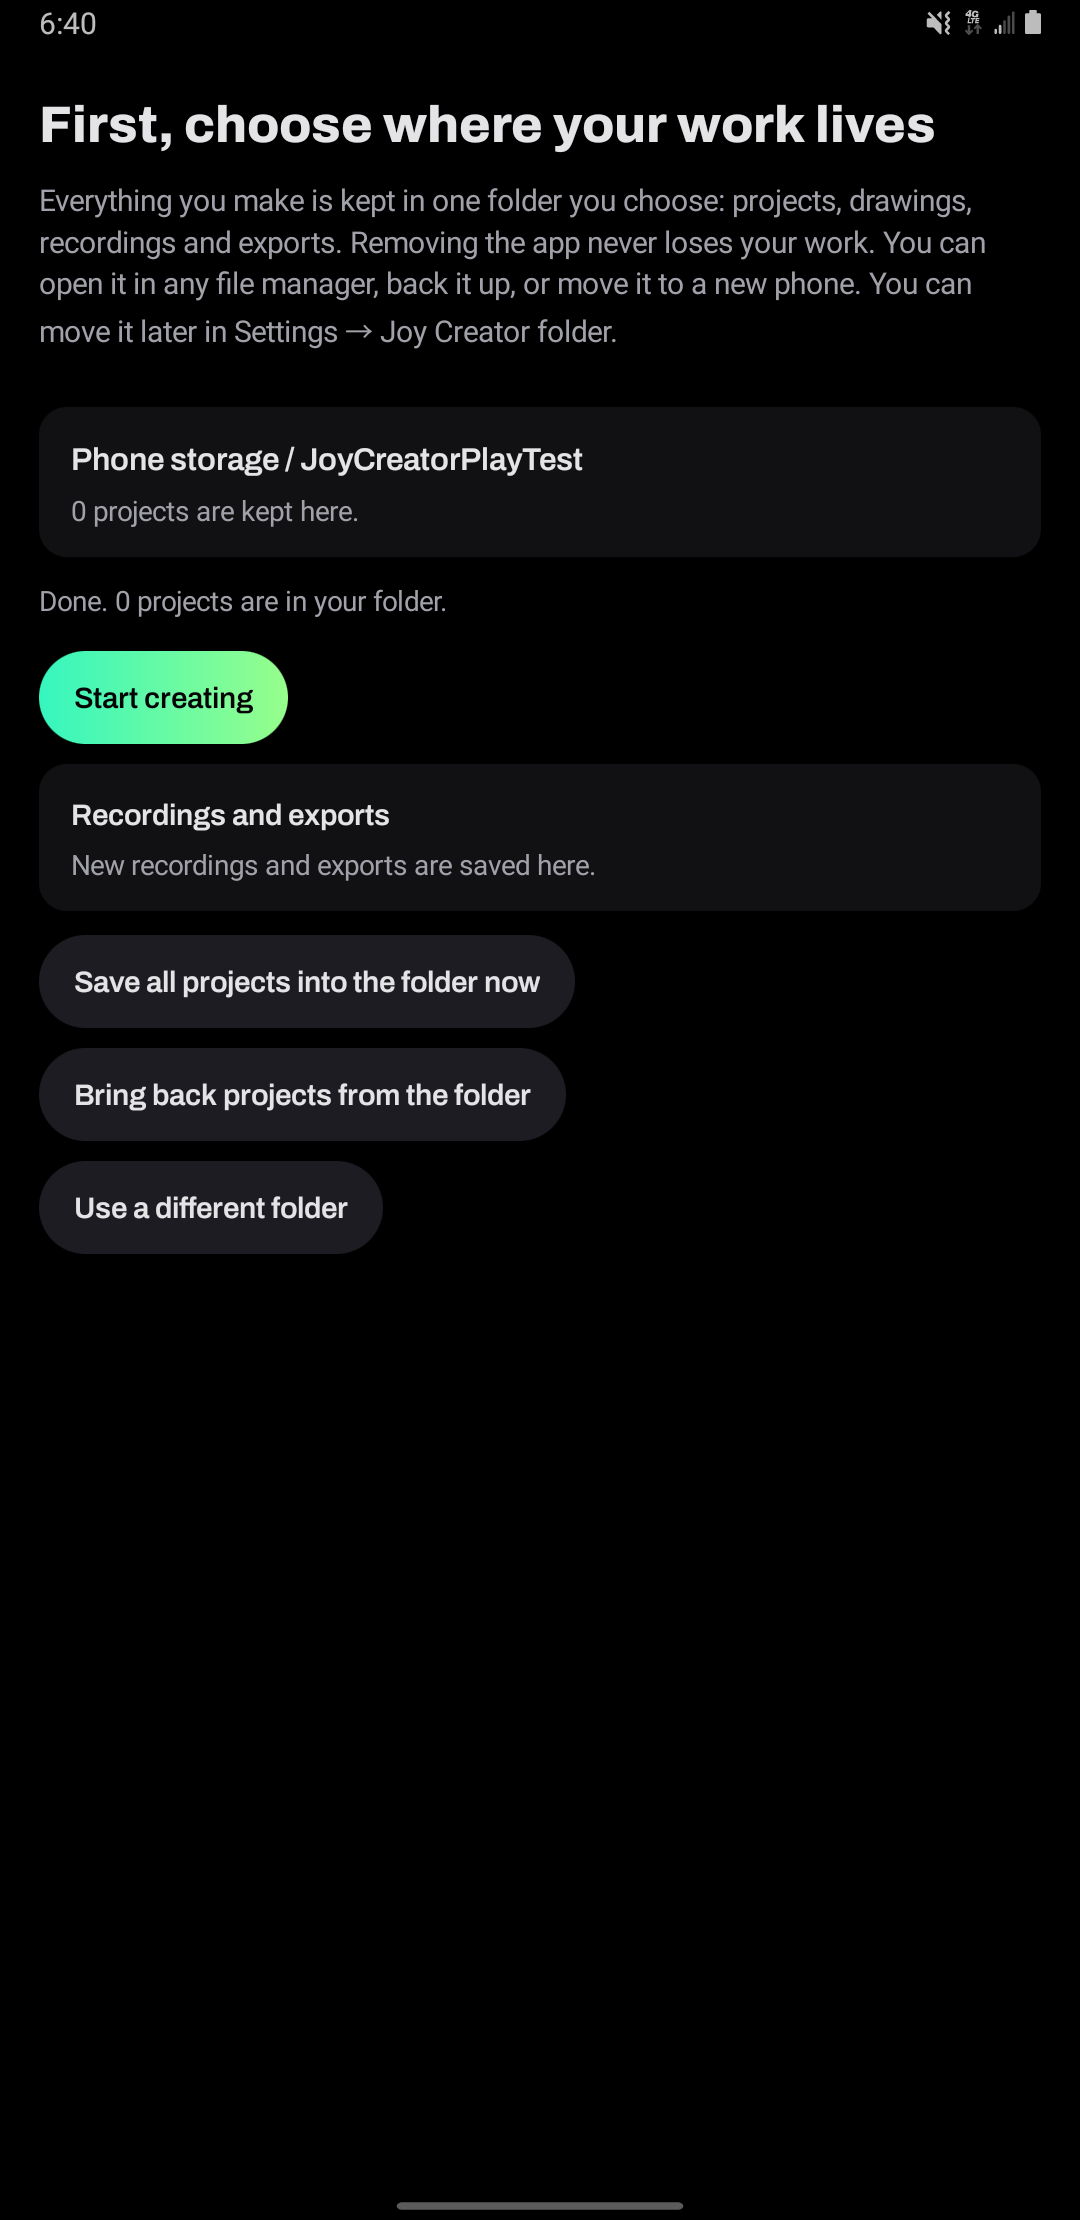 6:40
4G
LTE
First, choose where your work lives
Everything you make is kept in one folder you choose: projects, drawings,
recordings and exports. Removing the app never loses your work. You can
open it in any file manager, back it up, or move it to a new phone. You can
move it later in Settings → Joy Creator folder.
Phone storage / JoyCreatorPlayTest
0 projects are kept here.
Done. 0 projects are in your folder.
Start creating
Recordings and exports
New recordings and exports are saved here.
Save all projects into the folder now
Bring back projects from the folder
Use a different folder